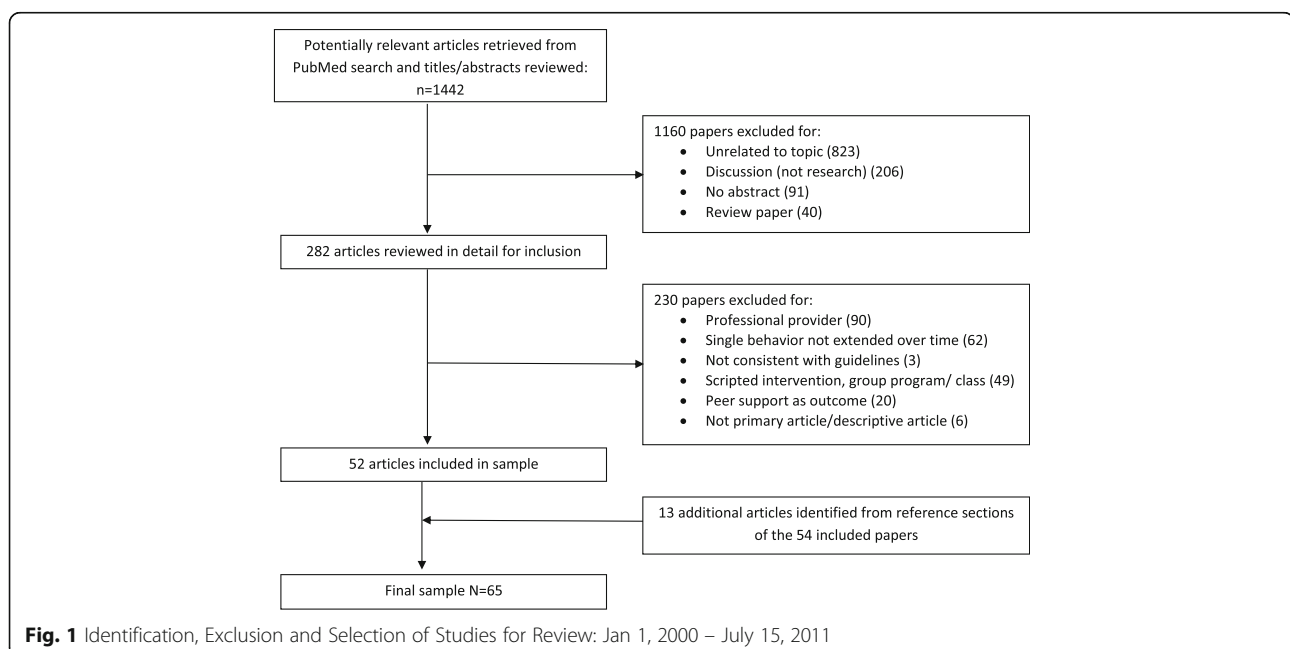 Potentially relevant articles retrieved from
PubMed search and titles/abstracts reviewed:
n=1442
1160 papers excluded for:
• Unrelated to topic (823)
• Discussion (not research) (206)
• No abstract (91)
• Review paper (40)
282 articles reviewed in detail for inclusion
230 papers excluded for:
• Professional provider (90)
• Single behavior not extended over time (62)
• Not consistent with guidelines (3)
• Scripted intervention, group program/ class (49)
• Peer support as outcome (20)
• Not primary article/descriptive article (6)
52 articles included in sample
13 additional articles identified from reference sections
of the 54 included papers
Final sample N=65
Fig. 1 Identification, Exclusion and Selection of Studies for Review: Jan 1, 2000 – July 15, 2011